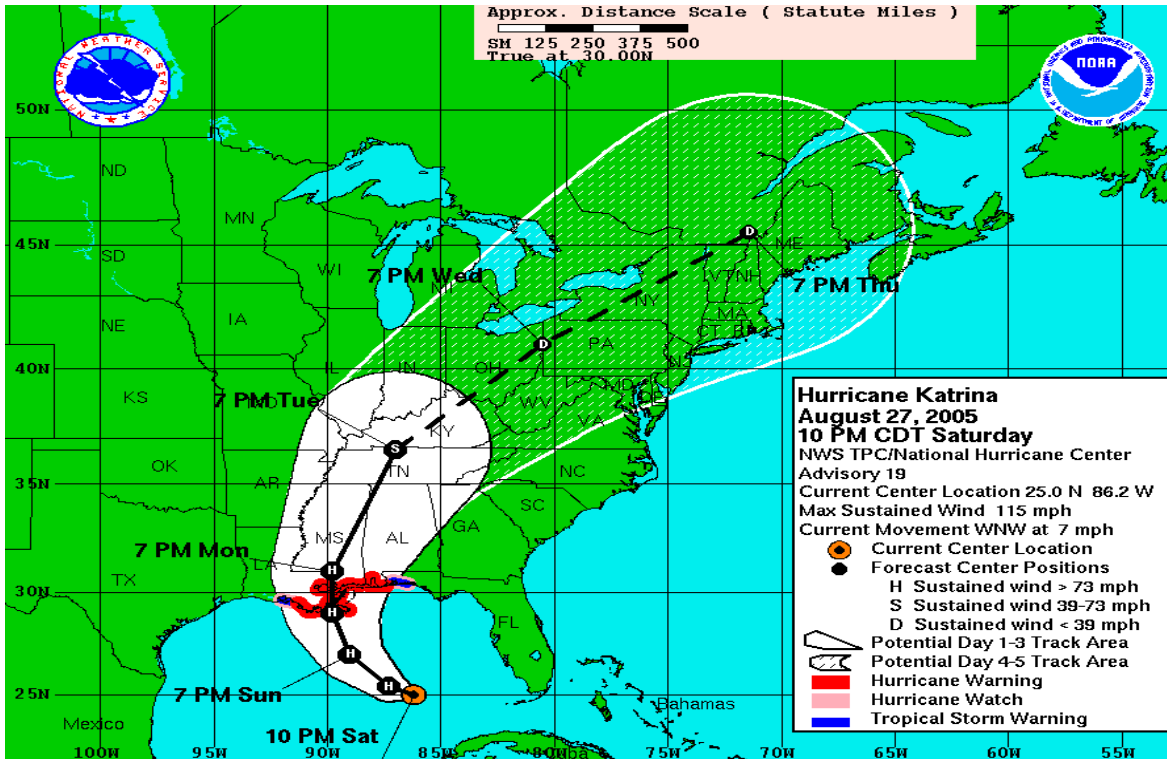 Approx. Distance Scale ( Statute Miles )
SM 125 250 375 500
True at 30.00N
NATIONAL WEATHER SERVICE
NOAA
50N
ND
MN
ME
45N
SD
WI
MI
7 PM Wed
MI
VT
NH
7 PM Thu
NY
NE
IA
MA
CT
RI
PA
NJ
40N
IL
IN
OH
MD
DE
KS
7 PM Tue
MO
WV
VA
KY
S
OK
TN
NC
35N
AR
SC
GA
7 PM Mon
MS
AL
LA
H
TX
30N
H
FL
H
7 PM Sun
H
25N
Mexico
Bahamas
10 PM Sat
Cuba
100W 95W 90W 85W 80W 75W 70W 65W 60W 55W
D
D
Hurricane Katrina
August 27, 2005
10 PM CDT Saturday
NWS TPC/National Hurricane Center
Advisory 19
Current Center Location 25.0 N 86.2 W
Max Sustained Wind 115 mph
Current Movement WNW at 7 mph
Current Center Location
Forecast Center Positions
H Sustained wind > 73 mph
S Sustained wind 39-73 mph
D Sustained wind < 39 mph
Potential Day 1-3 Track Area
Potential Day 4-5 Track Area
Hurricane Warning
Hurricane Watch
Tropical Storm Warning